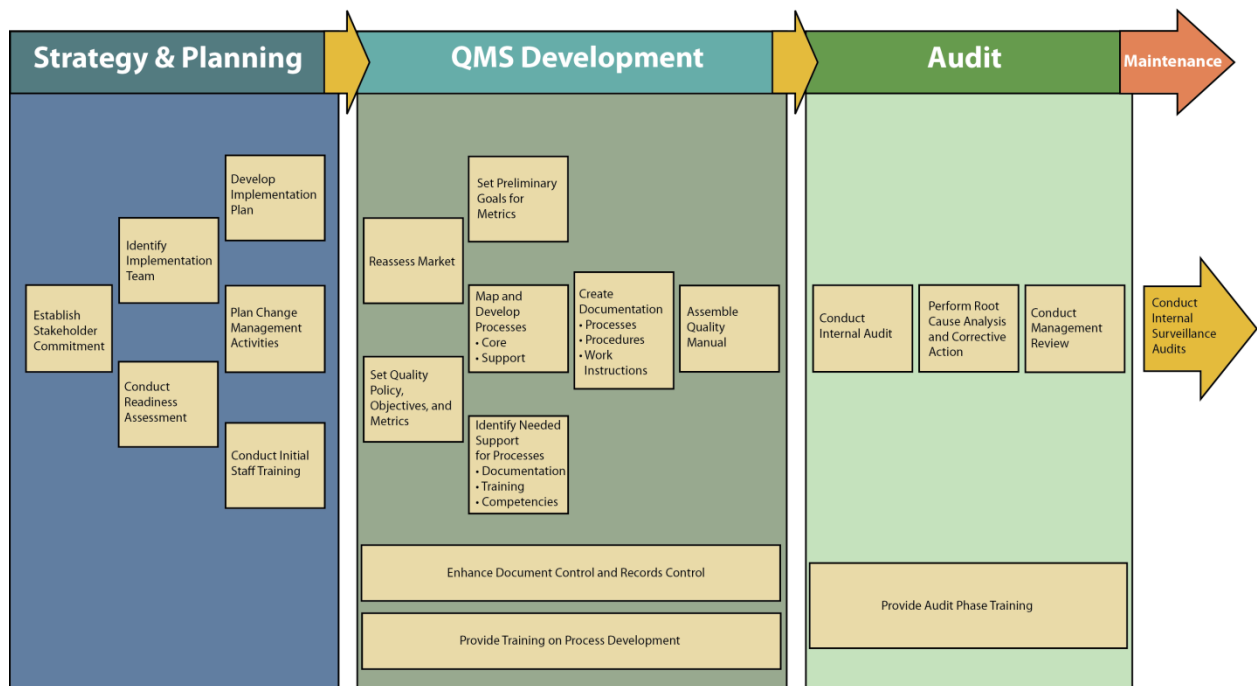 Strategy & Planning
QMS Development
Audit
Maintenance
Establish
Stakeholder
Commitment
Identify
Implementation
Team
Conduct
Readiness
Assessment
Develop
Implementation
Plan
Plan Change
Management
Activities
Conduct Initial
Staff Training
Reassess Market
Set Quality
Policy,
Objectives, and
Metrics
Set Preliminary
Goals for
Metrics
Map and
Develop
Processes
• Core
• Support
Identify Needed
Support
for Processes
• Documentation
• Training
• Competencies
Create
Documentation
• Processes
• Procedures
• Work
Instructions
Assemble
Quality
Manual
Enhance Document Control and Records Control
Provide Training on Process Development
Conduct
Internal Audit
Perform Root
Cause Analysis
and Corrective
Action
Conduct
Management
Review
Provide Audit Phase Training
Conduct
Internal
Surveillance
Audits